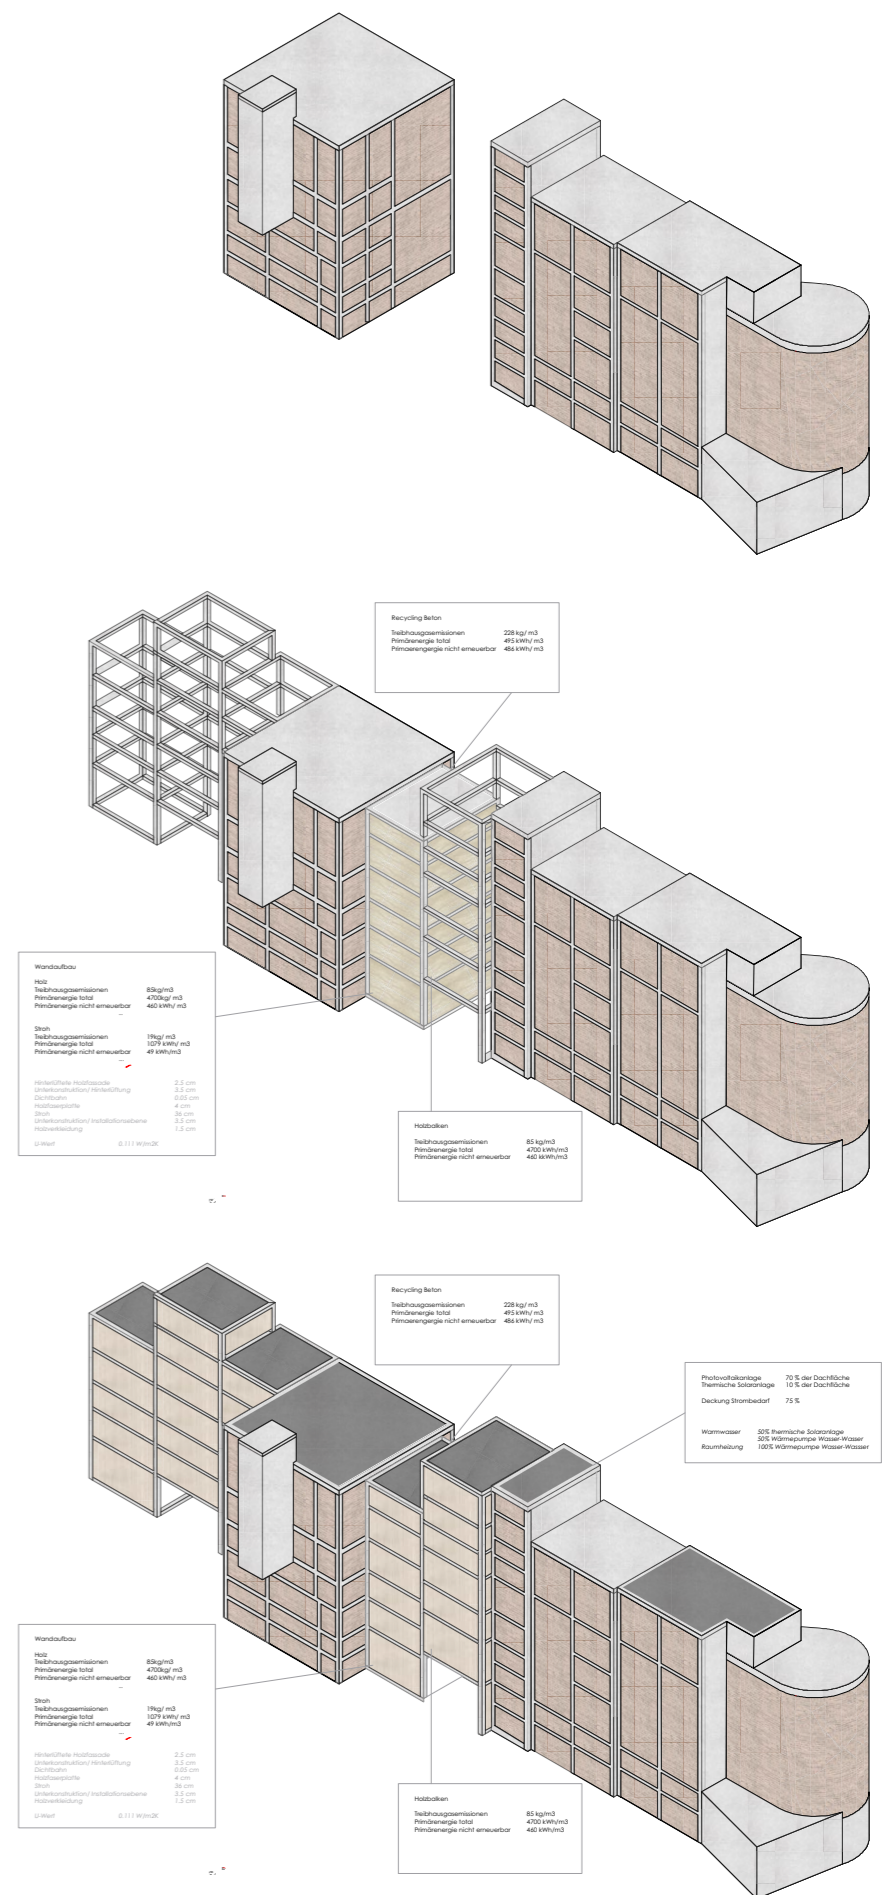 Recycling Beton
Treibhausgasemissionen 228 kg/ m3
Primärenergie total 495 kWh/ m3
Primaerengergie nicht erneuerbar 486 kWh/ m3
Wandaufbau
Holz
Treibhausgasemissionen 85kg/m3
Primärenergie total 4700kg/ m3
Primärenergie nicht erneuerbar 460 kWh/ m3
Stroh
Treibhausgasemissionen 19kg/ m3
Primärenergie total 1079 kWh/ m3
Primärenergie nicht erneuerbar 49 kWh/m3
Hinterlüftete Holzfassade 2.5 cm
Unterkonstruktion/ Hinterlüftung 3.5 cm
Dichtbahn 0.05 cm
Holzfaserplatte 4 cm
Stroh 36 cm
Unterkonstruktion/ Installationsebene 3.5 cm
Holzverkleidung 1.5 cm
U-Wert 0.111 W/m2K
Holzbalken
Treibhausgasemissionen 85 kg/m3
Primärenergie total 4700 kWh/m3
Primärenergie nicht erneuerbar 460 kkWh/m3
Recycling Beton
Treibhausgasemissionen 228 kg/ m3
Primärenergie total 495 kWh/ m3
Primaerengergie nicht erneuerbar 486 kWh/ m3
Photovoltaikanlage 70 % der Dachfläche
Thermische Solaranlage 10 % der Dachfläche
Deckung Strombedarf 75 %
Warmwasser 50% thermische Solaranlage
50% Wärmepumpe Wasser-Wasser
Raumheizung 100% Wärmepumpe Wasser-Wassser
Wandaufbau
Holz
Treibhausgasemissionen 85kg/m3
Primärenergie total 4700kg/ m3
Primärenergie nicht erneuerbar 460 kWh/ m3
Stroh
Treibhausgasemissionen 19kg/ m3
Primärenergie total 1079 kWh/ m3
Primärenergie nicht erneuerbar 49 kWh/m3
Hinterlüftete Holzfassade 2.5 cm
Unterkonstruktion/ Hinterlüftung 3.5 cm
Dichtbahn 0.05 cm
Holzfaserplatte 4 cm
Stroh 36 cm
Unterkonstruktion/ Installationsebene 3.5 cm
Holzverkleidung 1.5 cm
U-Wert 0.111 W/m2K
Holzbalken
Treibhausgasemissionen 85 kg/m3
Primärenergie total 4700 kWh/m3
Primärenergie nicht erneuerbar 460 kWh/m3